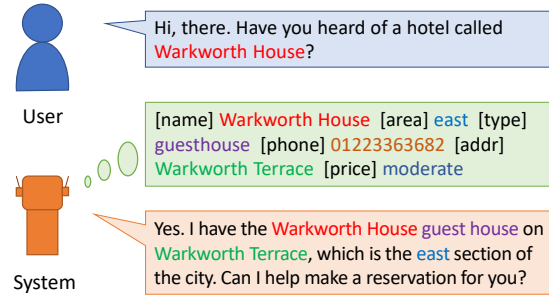 Hi, there. Have you heard of a hotel called
Warkworth House?
User
[name] Warkworth House [area] east [type]
guesthouse [phone] 01223363682 [addr]
Warkworth Terrace [price] moderate
Yes. I have the Warkworth House guest house on
Warkworth Terrace, which is the east section of
the city. Can I help make a reservation for you?
System